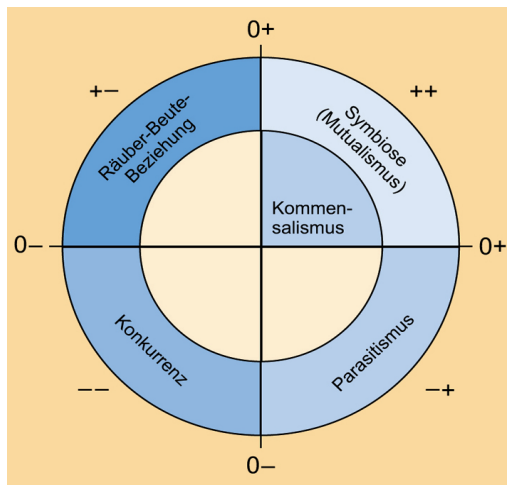 0+
+–
++
Räuber-Beute-
Beziehung
Symbiose
(Mutualismus)
Kommen-
salismus
0–
0+
Konkurrenz
Parasitismus
––
–+
0–